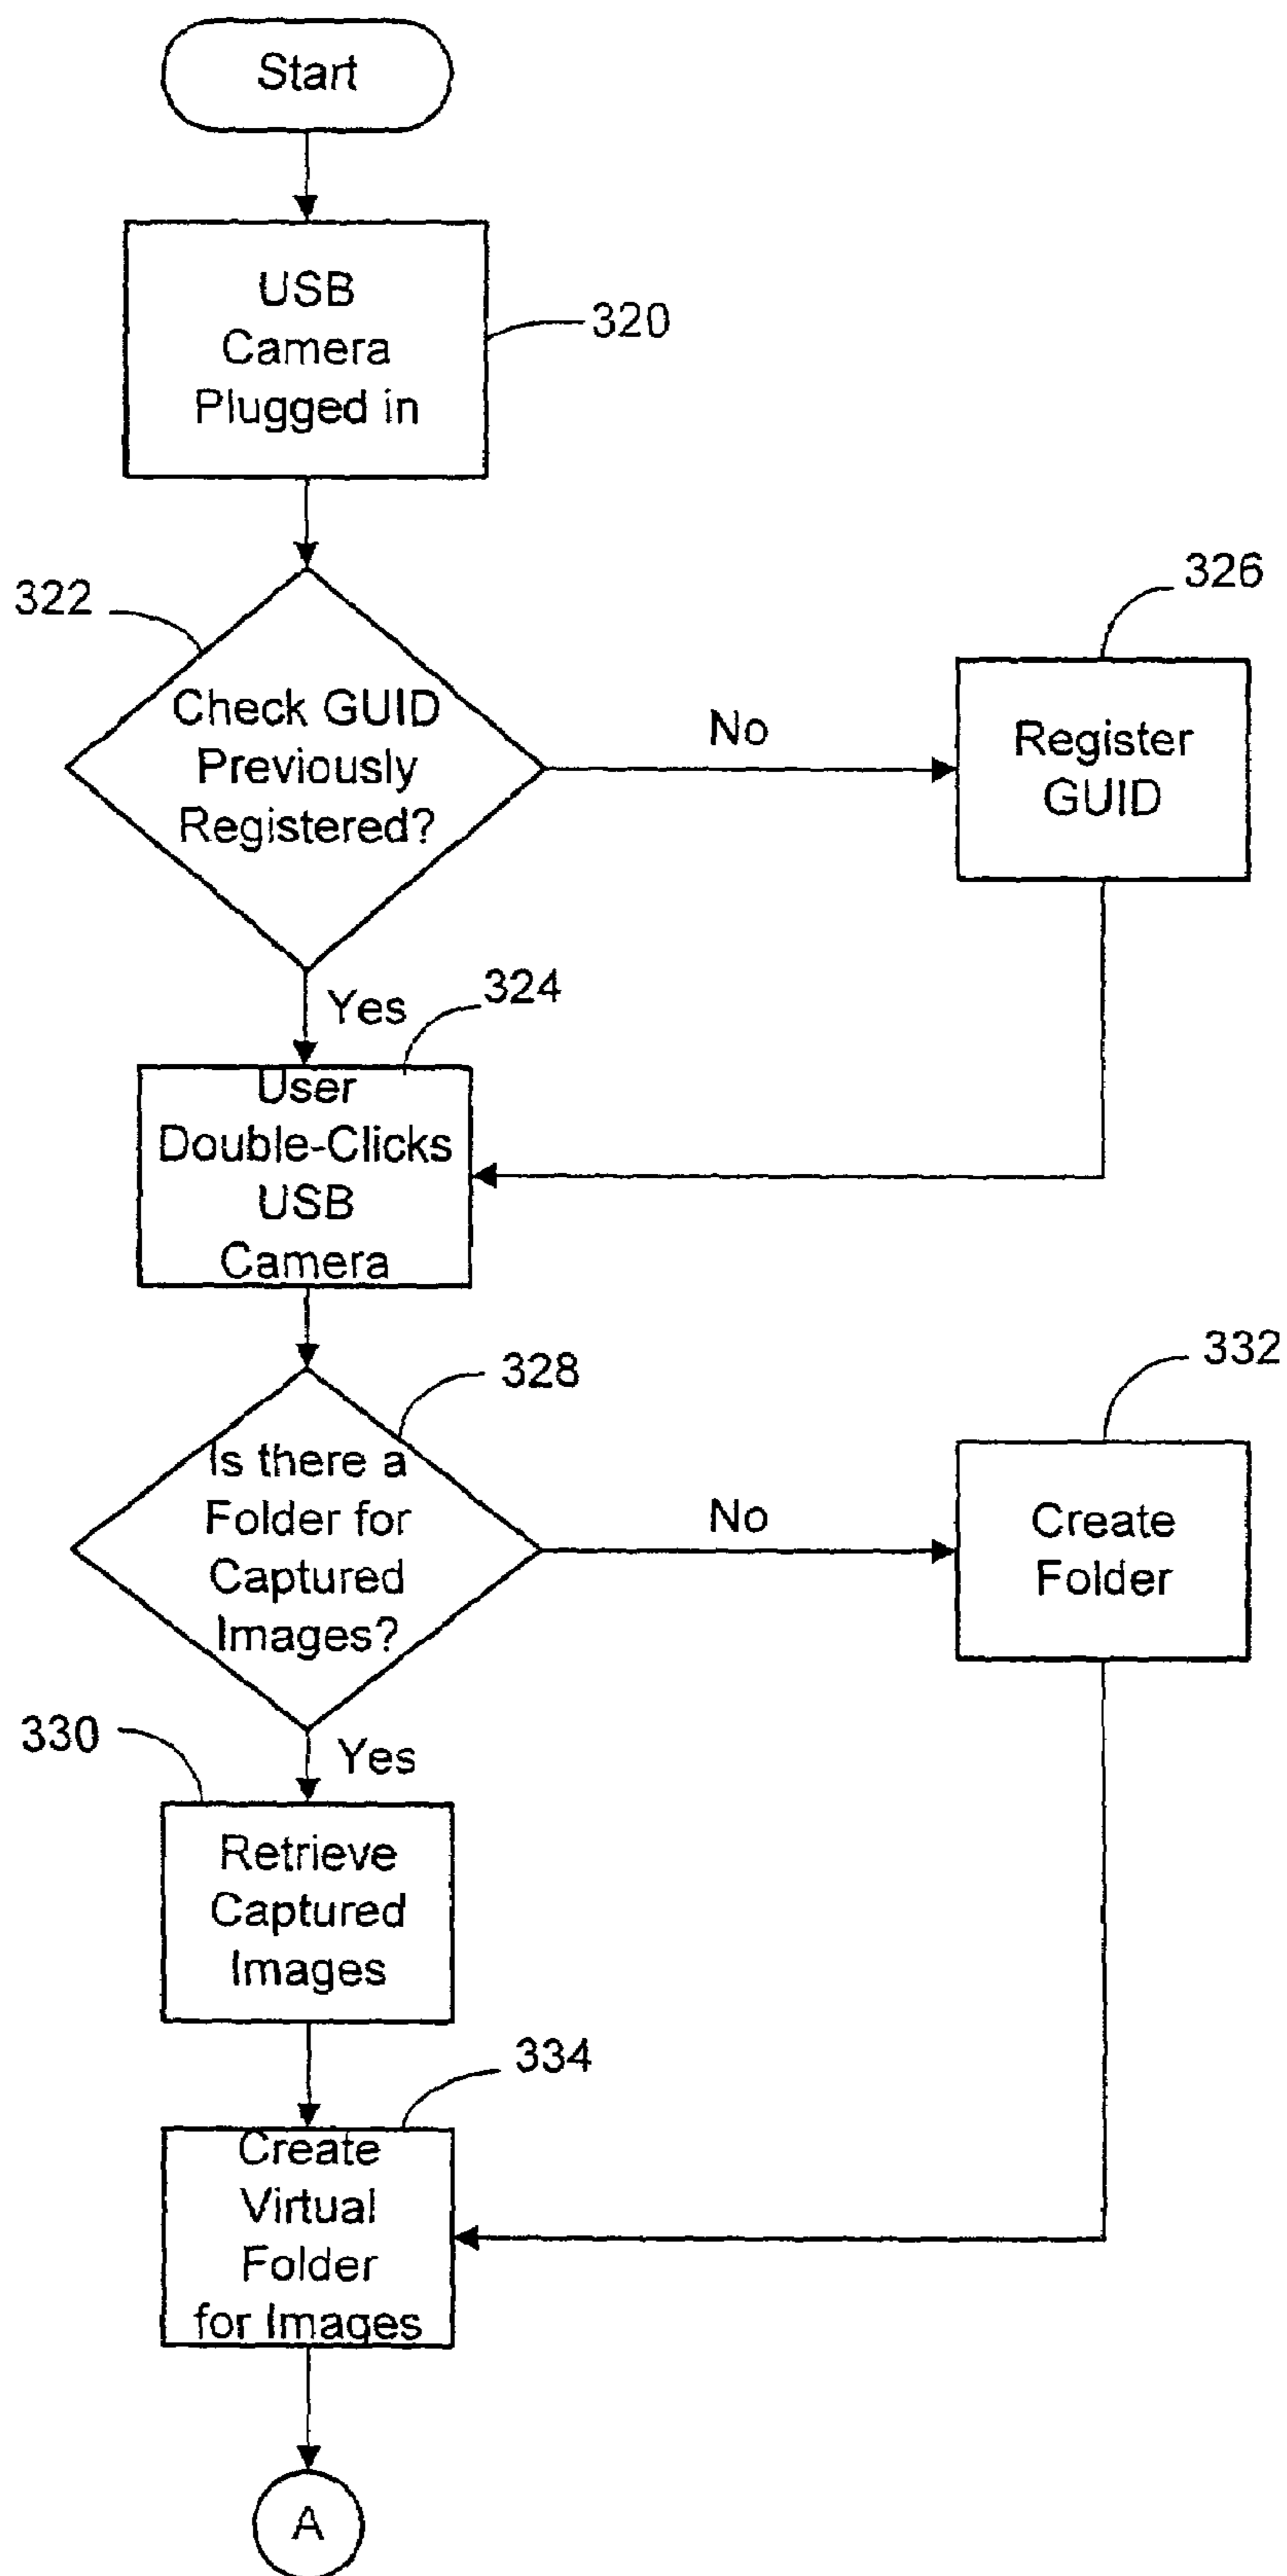 Start
USB
Camera
Plugged in
320
322
Check GUID
Previously
Registered?
No
326
Register
GUID
Yes
324
User
Double-Clicks
USB
Camera
328
Is there a
Folder for
Captured
Images?
No
332
Create
Folder
330
Yes
Retrieve
Captured
Images
334
Create
Virtual
Folder
for Images
A